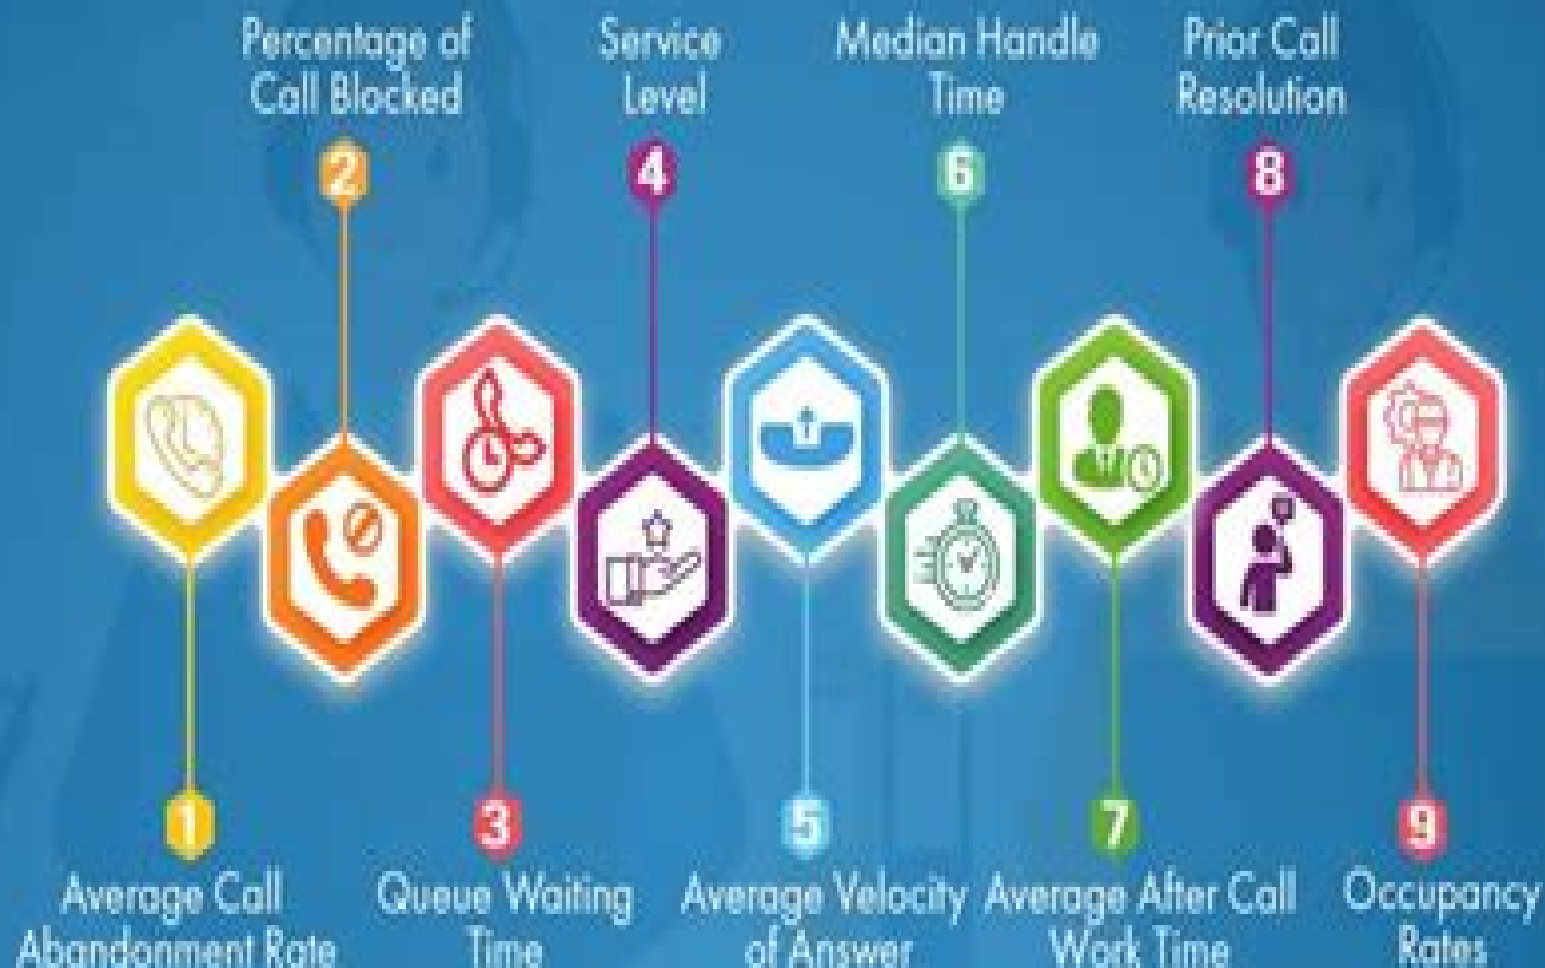 Percentage of
Call Blocked
2
Service
Level
4
Median Handle
Time
6
Prior Call
Resolution
8
1
Average Call
Abandonment Rate
3
Queue Waiting
Time
5
Average Velocity
of Answer
7
Average After Call
Work Time
9
Occupancy
Rates